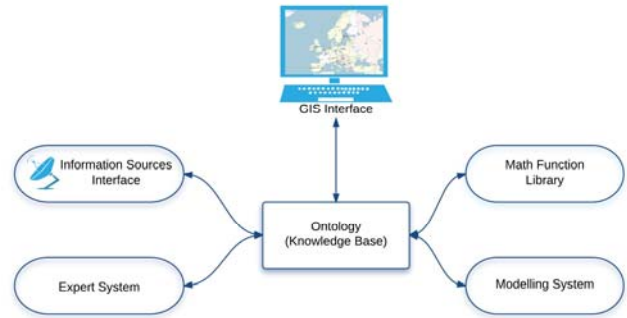 GIS Interface
Information Sources
Interface
Math Function
Library
Ontology
(Knowledge Base)
Expert System
Modelling System